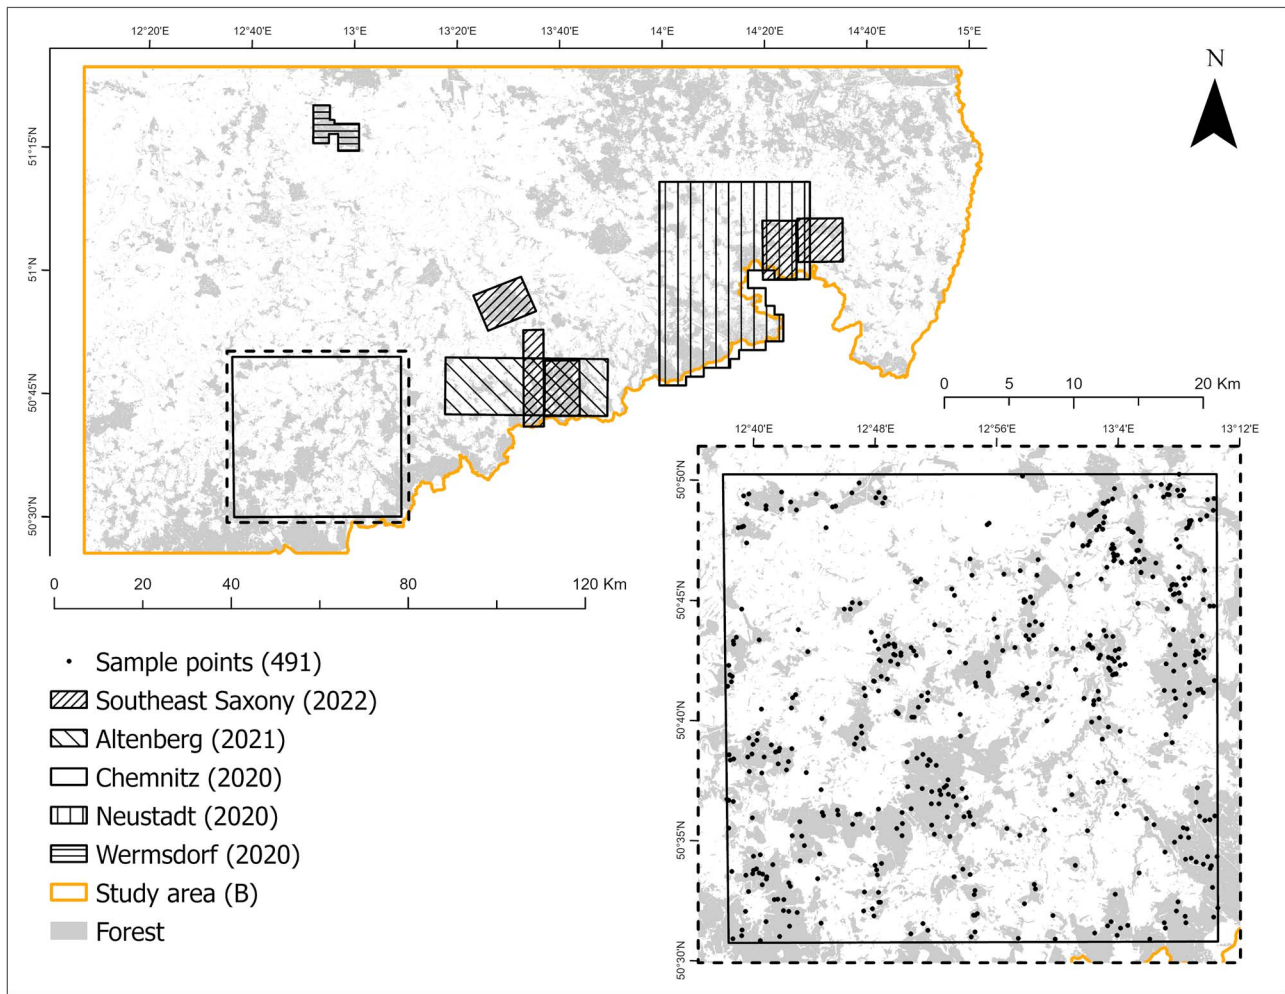 12°20'E 12°40'E 13°E 13°20'E 13°40'E 14°E 14°20'E 14°40'E 15°E
N
51°15'N
51°N
50°45'N
50°30'N
0 5 10 20 Km
0 20 40 80 120 Km
12°40'E 12°48'E 12°56'E 13°4'E 13°12'E
50°50'N
50°45'N
50°40'N
50°35'N
50°30'N
Sample points (491)
Southeast Saxony (2022)
Altenberg (2021)
Chemnitz (2020)
Neustadt (2020)
Wermsdorf (2020)
Study area (B)
Forest